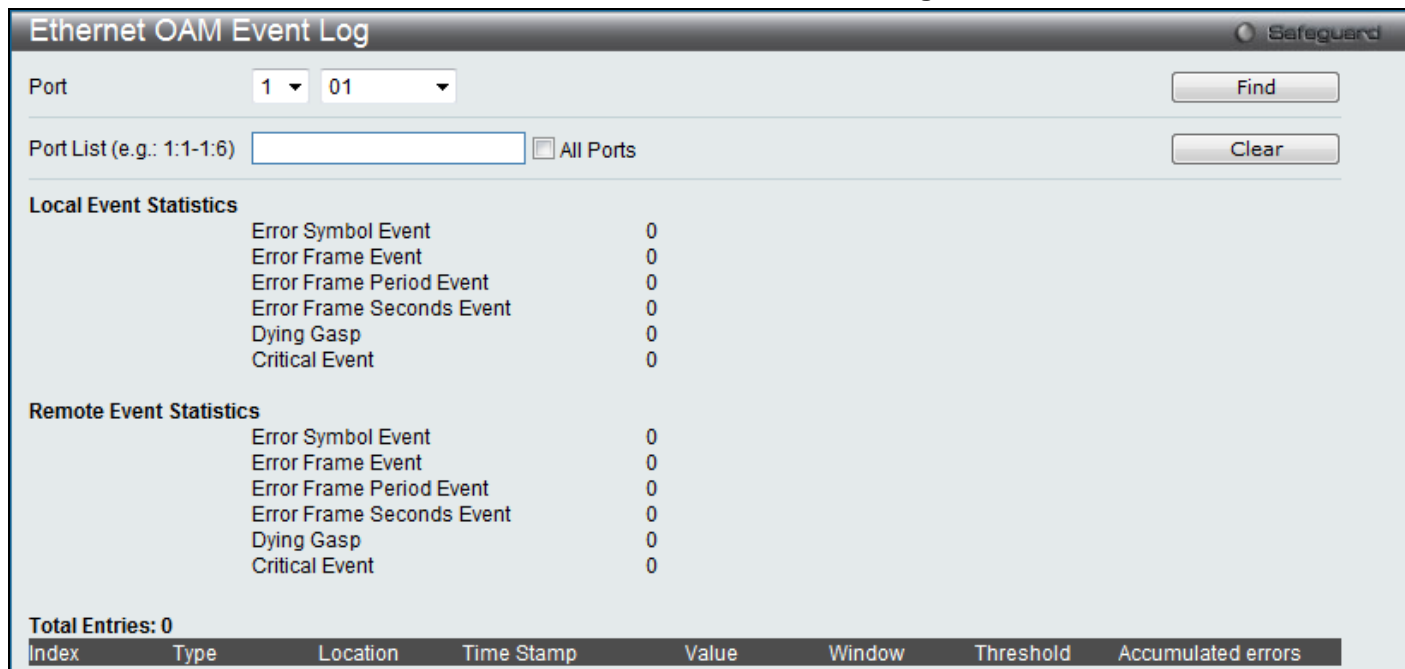 Ethernet OAM Event Log
Safeguard
Port 1 01 Find
Port List (e.g.: 1:1-1:6) All Ports Clear
Local Event Statistics
Error Symbol Event 0
Error Frame Event 0
Error Frame Period Event 0
Error Frame Seconds Event 0
Dying Gasp 0
Critical Event 0
Remote Event Statistics
Error Symbol Event 0
Error Frame Event 0
Error Frame Period Event 0
Error Frame Seconds Event 0
Dying Gasp 0
Critical Event 0
Total Entries: 0
Index Type Location Time Stamp Value Window Threshold Accumulated errors